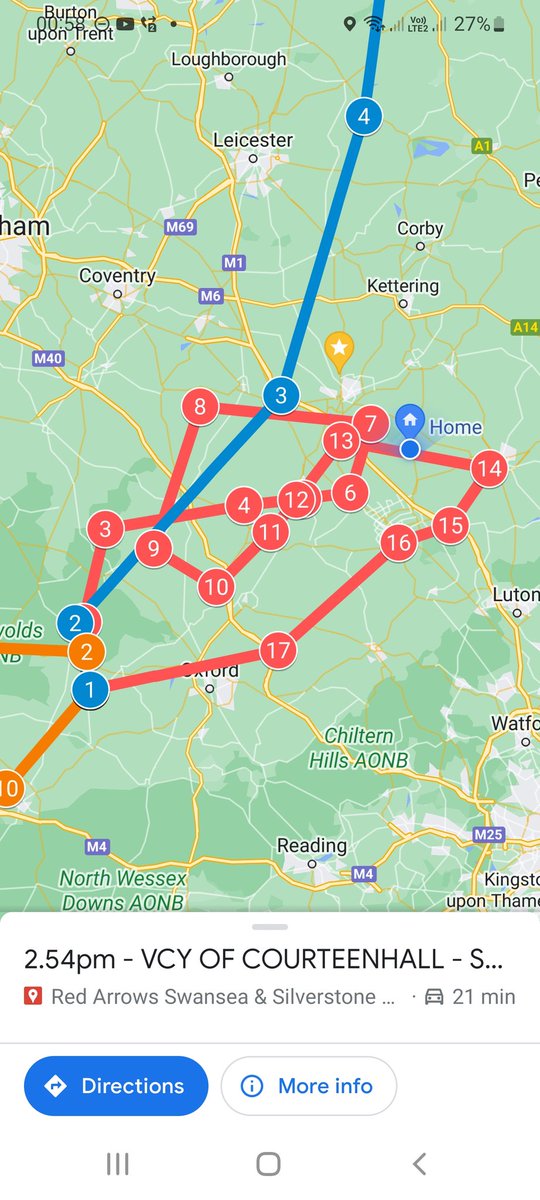 Burton
upon Trent
00:58
Vo))
LTE2
27%
Loughborough
4
Leicester
A1
Pe
ham
M69
Corby
M1
Coventry
M6
Kettering
A14
M40
3
8
7
13
Home
14
4
12
6
3
9
11
15
16
10
Luton
2
volds
NB
2
17
1
Oxford
Watfo
Chiltern
Hills AONB
10
M25
Reading
M4
M4
North Wessex
Downs AONB
Kingsto
upon Thame
2.54pm - VCY OF COURTEENHALL - S...
Red Arrows Swansea & Silverstone ... · 21 min
Directions
More info